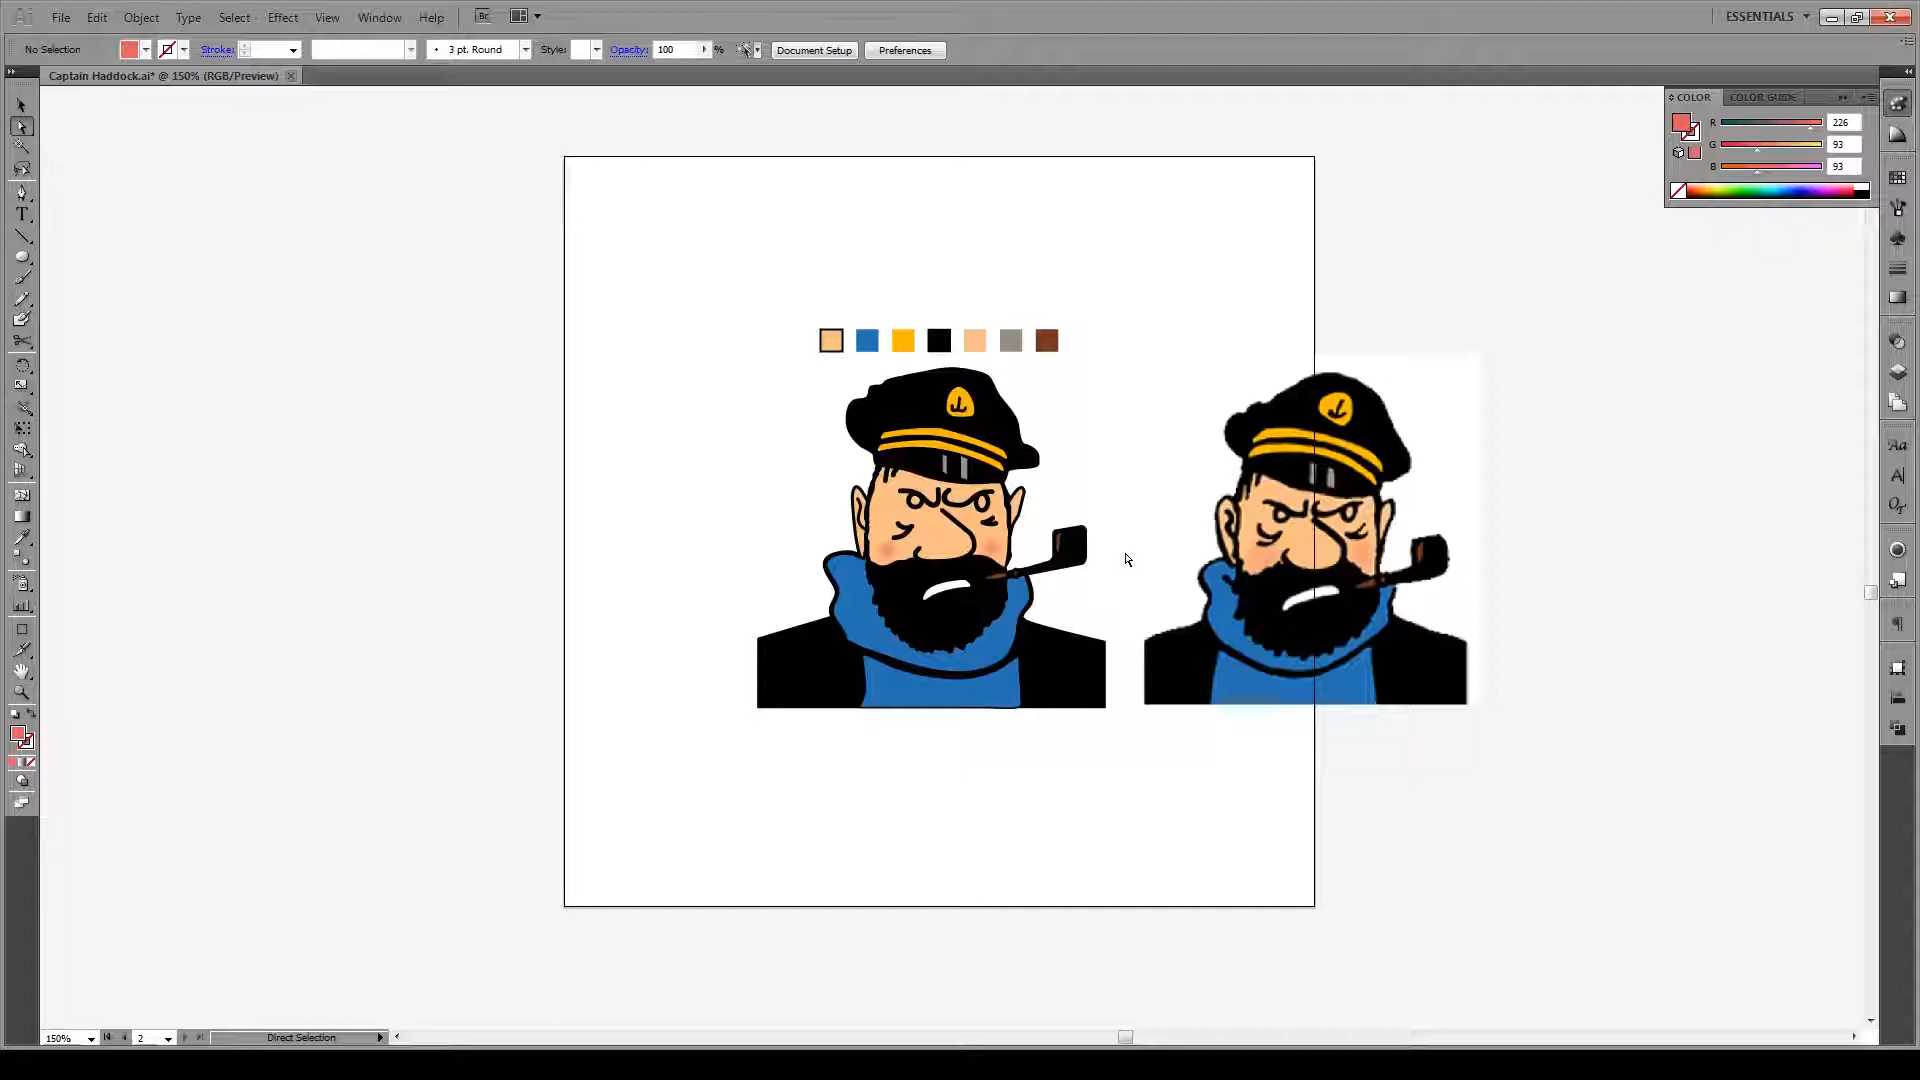 Ai File Edit Object Type Select Effect View Window Help Br ESSENTIALS
No Selection Stroke: 3 pt. Round Style: Opacity: 100 % Document Setup Preferences
Captain Haddock.ai* @ 150% (RGB/Preview)
COLOR COLOR GUIDE
R 226
G 93
B 93
150% 2 Direct Selection